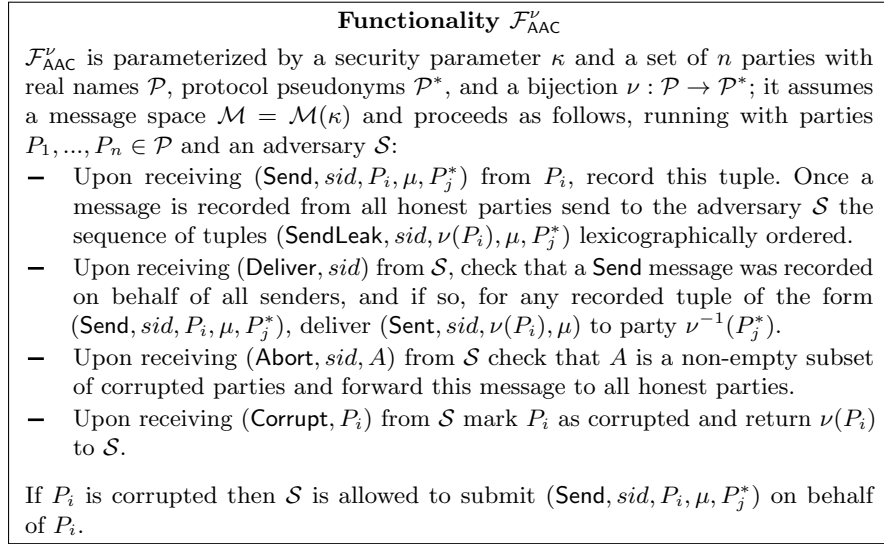 Functionality $\mathcal{F}_{\mathsf{AAC}}^{\nu}$
$\mathcal{F}_{\mathsf{AAC}}^{\nu}$ is parameterized by a security parameter κ and a set of n parties with
real names $\mathcal{P}$, protocol pseudonyms $\mathcal{P}^*$, and a bijection $\nu : \mathcal{P} \to \mathcal{P}^*$; it assumes
a message space $\mathcal{M} = \mathcal{M}(\kappa)$ and proceeds as follows, running with parties
$P_1, ..., P_n \in \mathcal{P}$ and an adversary $\mathcal{S}$:
– Upon receiving $(\mathsf{Send}, sid, P_i, \mu, P_j^*)$ from $P_i$, record this tuple. Once a
message is recorded from all honest parties send to the adversary $\mathcal{S}$ the
sequence of tuples $(\mathsf{SendLeak}, sid, \nu(P_i), \mu, P_j^*)$ lexicographically ordered.
– Upon receiving $(\mathsf{Deliver}, sid)$ from $\mathcal{S}$, check that a Send message was recorded
on behalf of all senders, and if so, for any recorded tuple of the form
$(\mathsf{Send}, sid, P_i, \mu, P_j^*)$, deliver $(\mathsf{Sent}, sid, \nu(P_i), \mu)$ to party $\nu^{-1}(P_j^*)$.
– Upon receiving $(\mathsf{Abort}, sid, A)$ from $\mathcal{S}$ check that $A$ is a non-empty subset
of corrupted parties and forward this message to all honest parties.
– Upon receiving $(\mathsf{Corrupt}, P_i)$ from $\mathcal{S}$ mark $P_i$ as corrupted and return $\nu(P_i)$
to $\mathcal{S}$.
If $P_i$ is corrupted then $\mathcal{S}$ is allowed to submit $(\mathsf{Send}, sid, P_i, \mu, P_j^*)$ on behalf
of $P_i$.